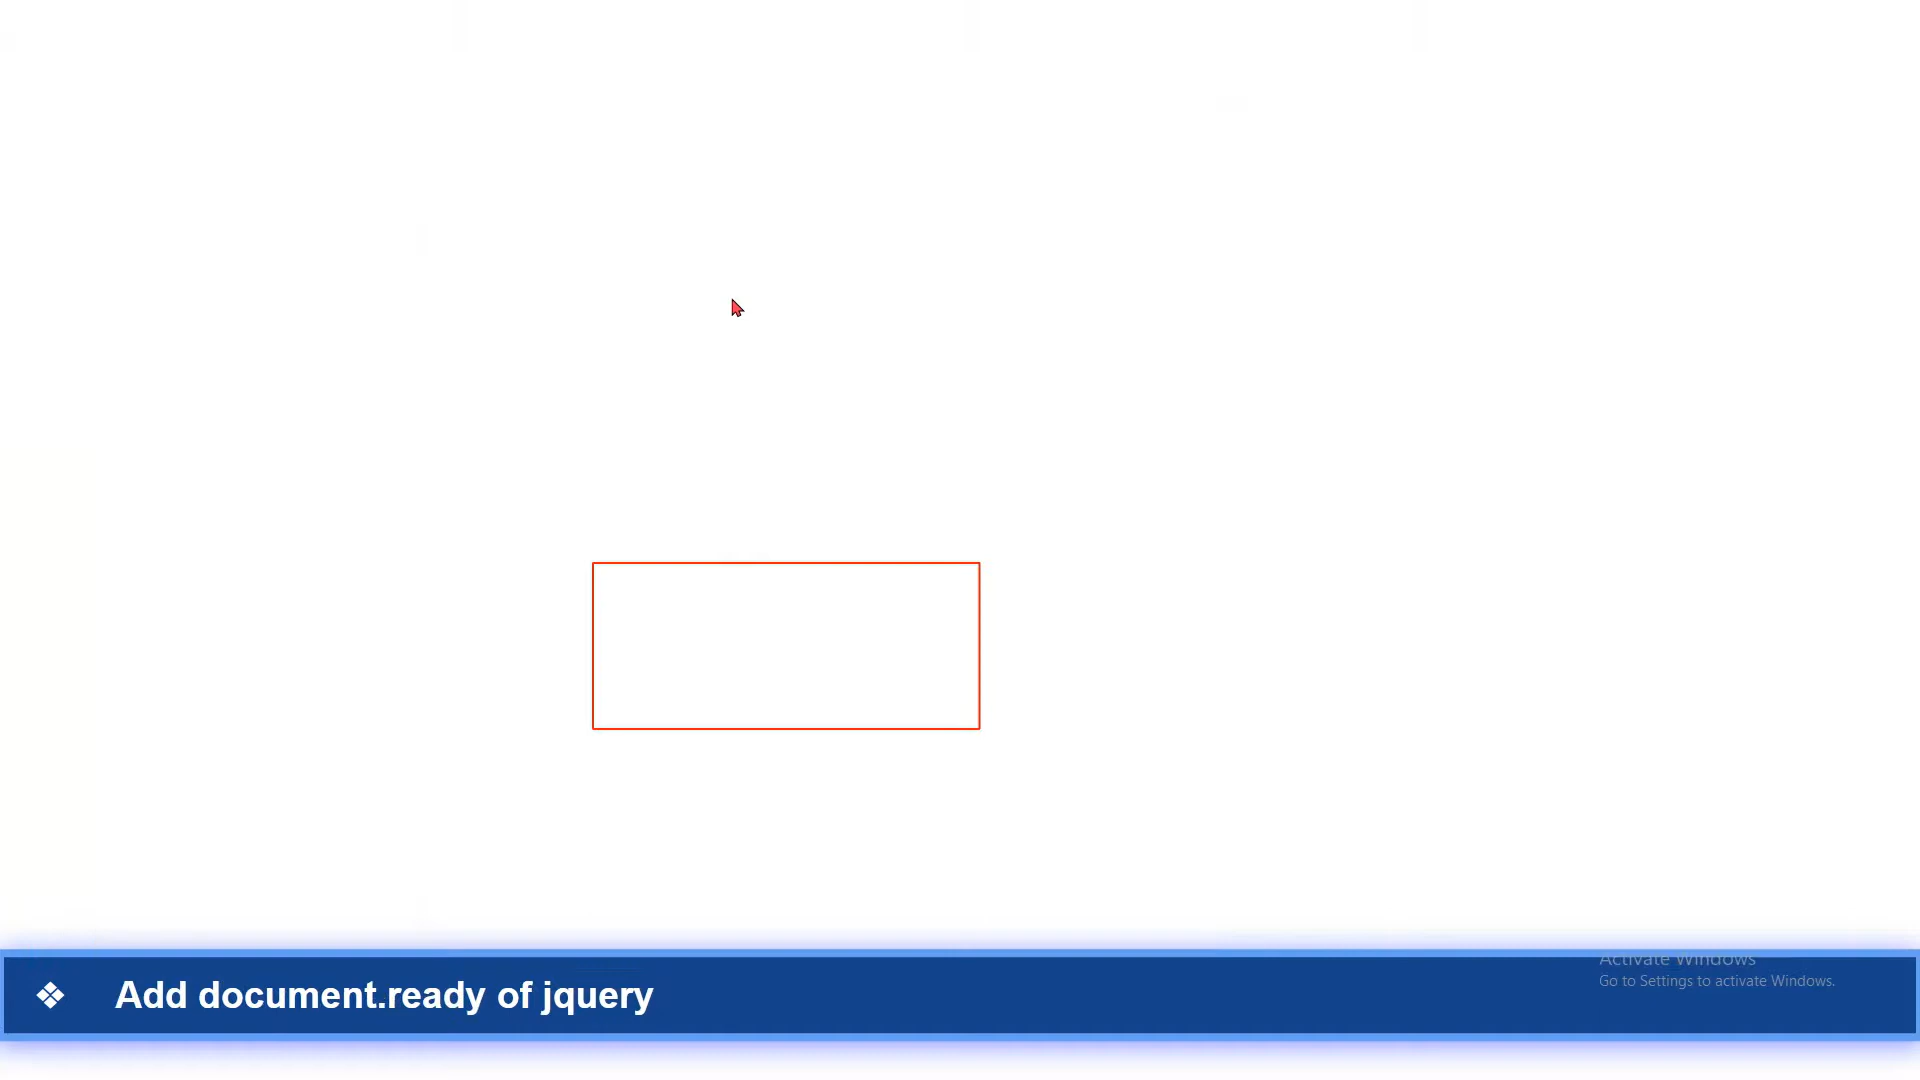 Activate Windows
Go to Settings to activate Windows.
❖ Add document.ready of jquery